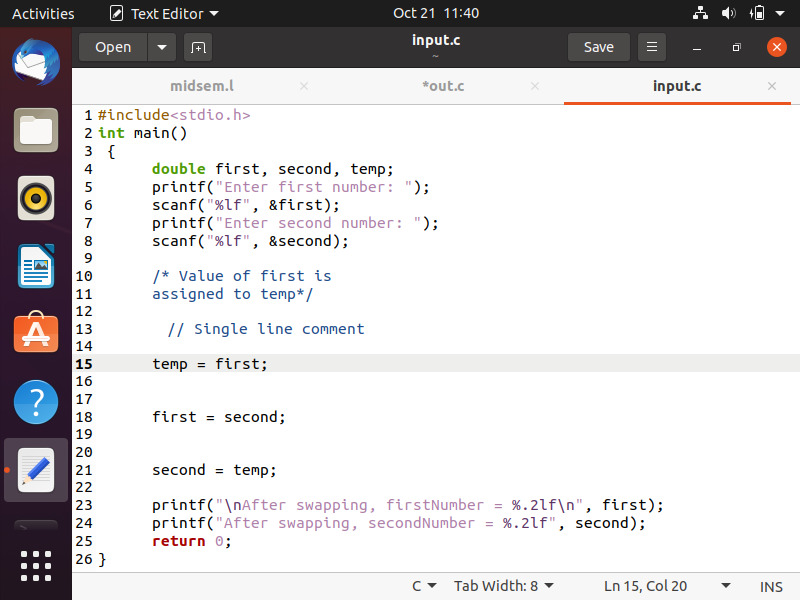 Activities Text Editor Oct 21 11:40
Open input.c Save
~
midsem.l *out.c input.c
1 #include<stdio.h>
2 int main()
3 {
4 double first, second, temp;
5 printf("Enter first number: ");
6 scanf("%lf", &first);
7 printf("Enter second number: ");
8 scanf("%lf", &second);
9
10 /* Value of first is
11 assigned to temp*/
12
13 // Single line comment
14
15 temp = first;
16
17
18 first = second;
19
20
21 second = temp;
22
23 printf("\nAfter swapping, firstNumber = %.2lf\n", first);
24 printf("After swapping, secondNumber = %.2lf", second);
25 return 0;
26 }
C Tab Width: 8 Ln 15, Col 20 INS